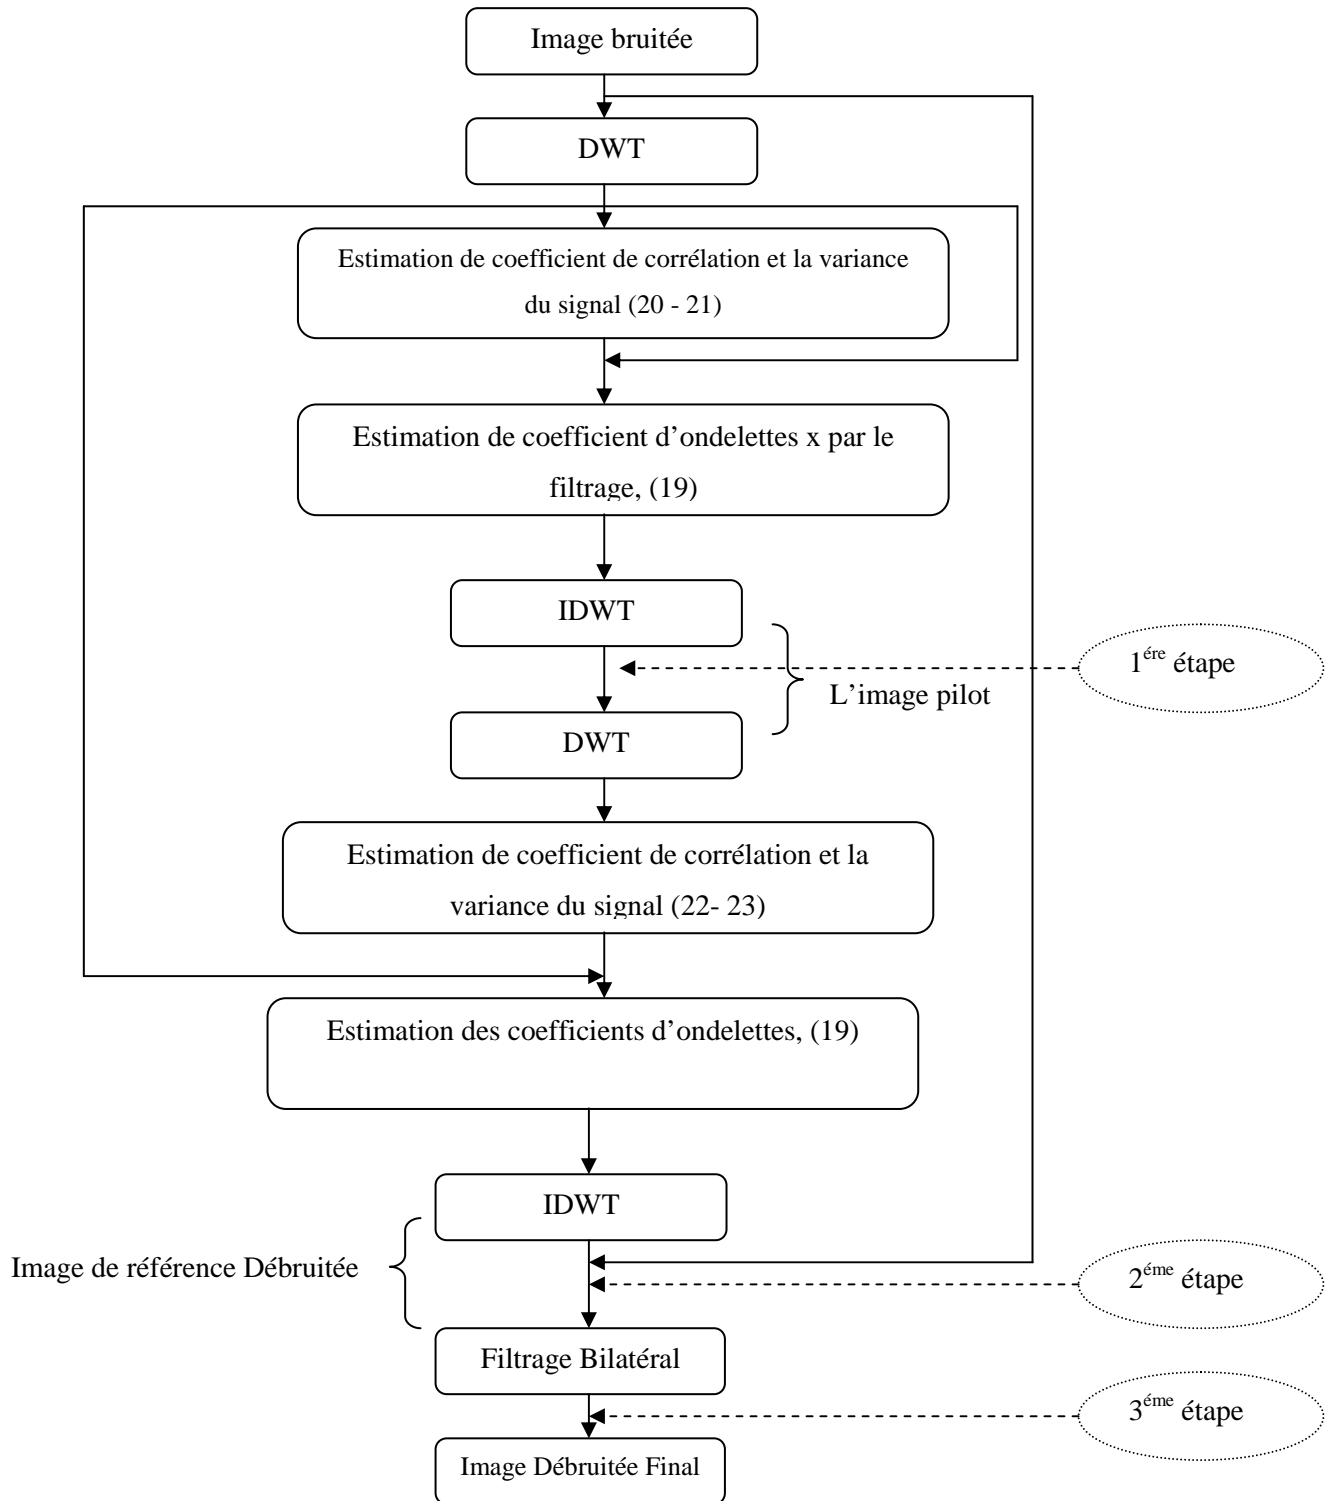 Image bruitée
DWT
Estimation de coefficient de corrélation et la variance
du signal (20 - 21)
Estimation de coefficient d’ondelettes x par le
filtrage, (19)
IDWT
1ére étape
L’image pilot
DWT
Estimation de coefficient de corrélation et la
variance du signal (22- 23)
Estimation des coefficients d’ondelettes, (19)
IDWT
Image de référence Débruitée
2éme étape
Filtrage Bilatéral
3éme étape
Image Débruitée Final